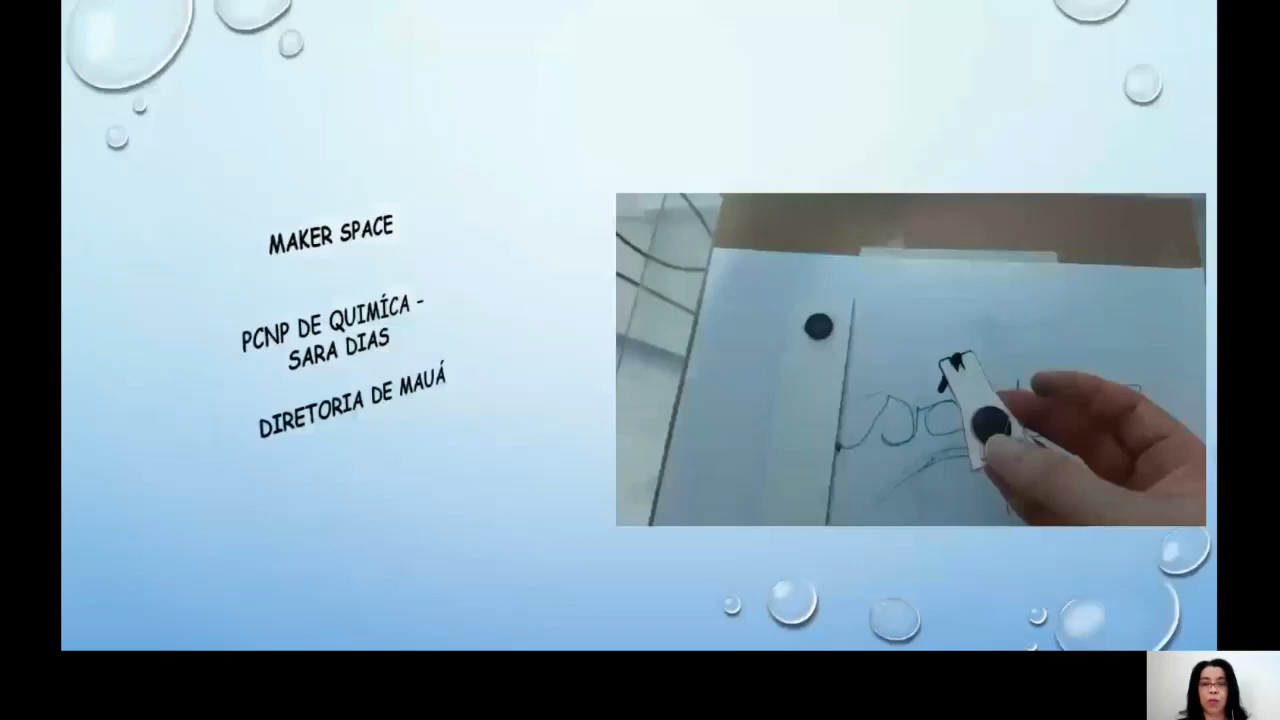 MAKER SPACE
PCNP DE QUIMÍCA -
SARA DIAS
DIRETORIA DE MAUÁ